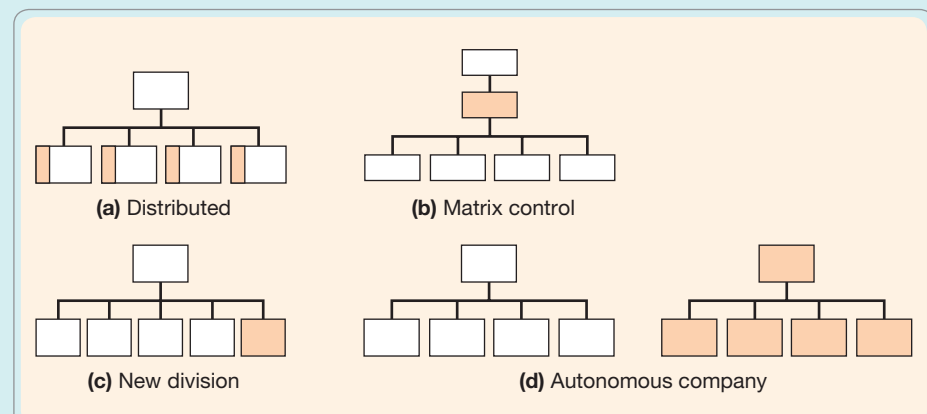 (a) Distributed
(b) Matrix control
(c) New division
(d) Autonomous company